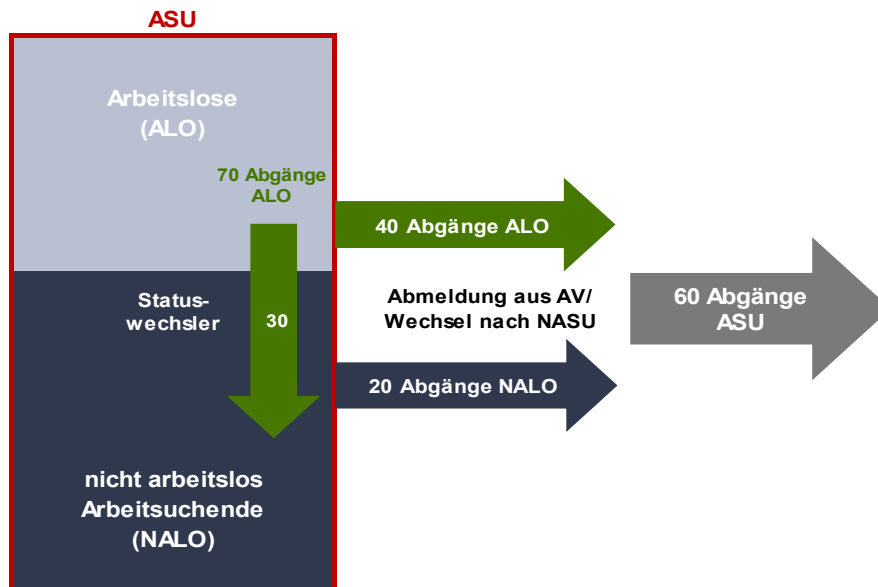 ASU
Arbeitslose
(ALO)
70 Abgänge
ALO
40 Abgänge ALO
Status-
wechsler
30
Abmeldung aus AV/
Wechsel nach NASU
60 Abgänge
ASU
20 Abgänge NALO
nicht arbeitslos
Arbeitsuchende
(NALO)